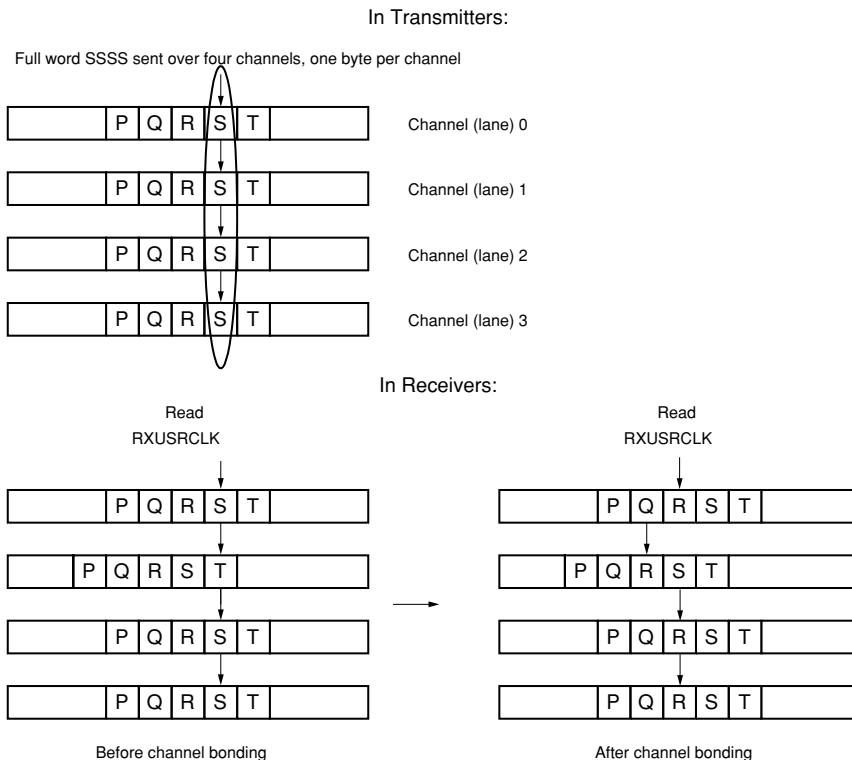 In Transmitters:
Full word SSSS sent over four channels, one byte per channel
P Q R S T Channel (lane) 0
P Q R S T Channel (lane) 1
P Q R S T Channel (lane) 2
P Q R S T Channel (lane) 3
In Receivers:
Read
RXUSRCLK
Read
RXUSRCLK
P Q R S T
P Q R S T
P Q R S T
P Q R S T
Before channel bonding
P Q R S T
P Q R S T
P Q R S T
P Q R S T
After channel bonding